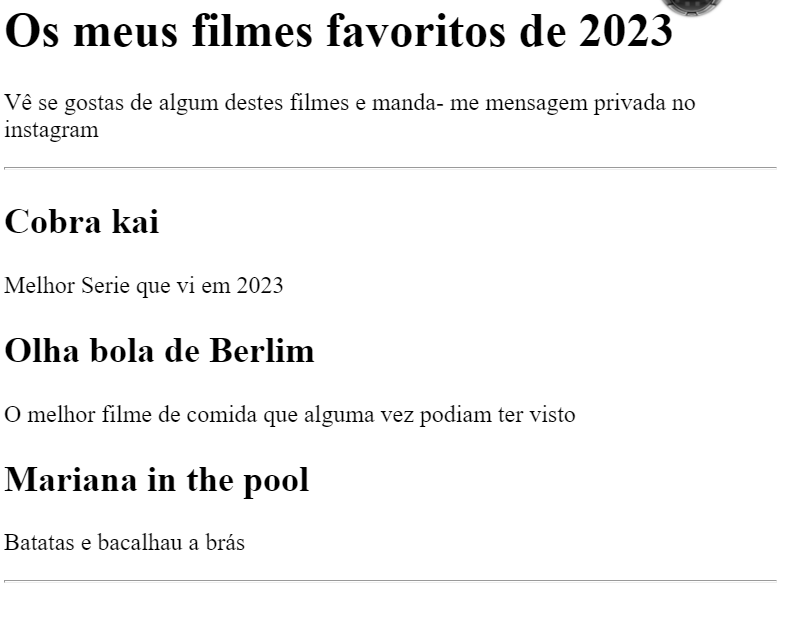 Os meus filmes favoritos de 2023
Vê se gostas de algum destes filmes e manda- me mensagem privada no
instagram
Cobra kai
Melhor Serie que vi em 2023
Olha bola de Berlim
O melhor filme de comida que alguma vez podiam ter visto
Mariana in the pool
Batatas e bacalhau a brás